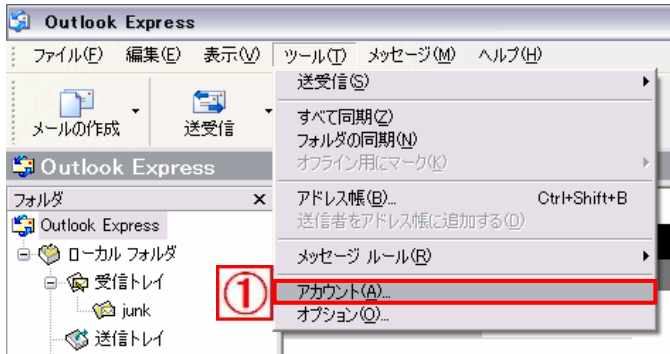 Outlook Express
ファイル(F) 編集(E) 表示(V) ツール(T) メッセージ(M) ヘルプ(H)
メールの作成 送受信
Outlook Express
フォルダ ×
Outlook Express
ローカル フォルダ
受信トレイ
junk
送信トレイ
送受信(S)
すべて同期(Z)
フォルダの同期(N)
オフライン用にマーク(K)
アドレス帳(B)... Ctrl+Shift+B
送信者をアドレス帳に追加する(D)
メッセージ ルール(R)
① アカウント(A)...
オプション(O)...